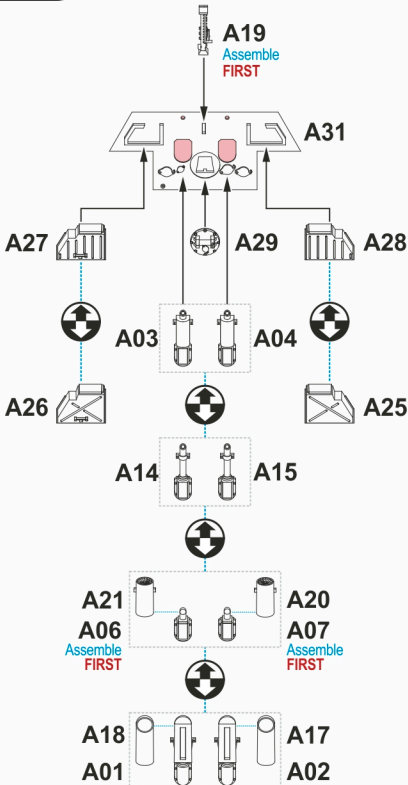 A19
Assemble
FIRST
A31
A27
A29
A28
A03
A04
A26
A25
A14
A15
A21
A20
A06
Assemble
FIRST
A07
Assemble
FIRST
A18
A17
A01
A02